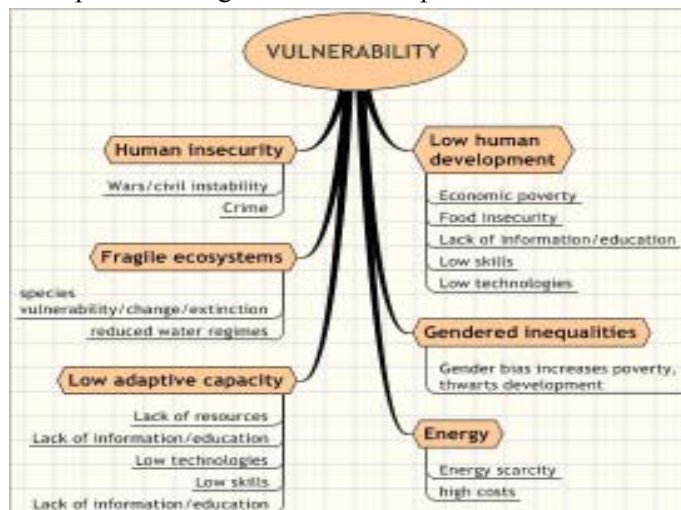 VULNERABILITY
Human insecurity
Wars/civil instability
Crime
Fragile ecosystems
species
vulnerability/change/extinction
reduced water regimes
Low adaptive capacity
Lack of resources
Lack of information/education
Low technologies
Low skills
Lack of information/education
Low human
development
Economic poverty
Food insecurity
Lack of information/education
Low skills
Low technologies
Gendered inequalities
Gender bias increases poverty,
thwarts development
Energy
Energy scarcity
high costs